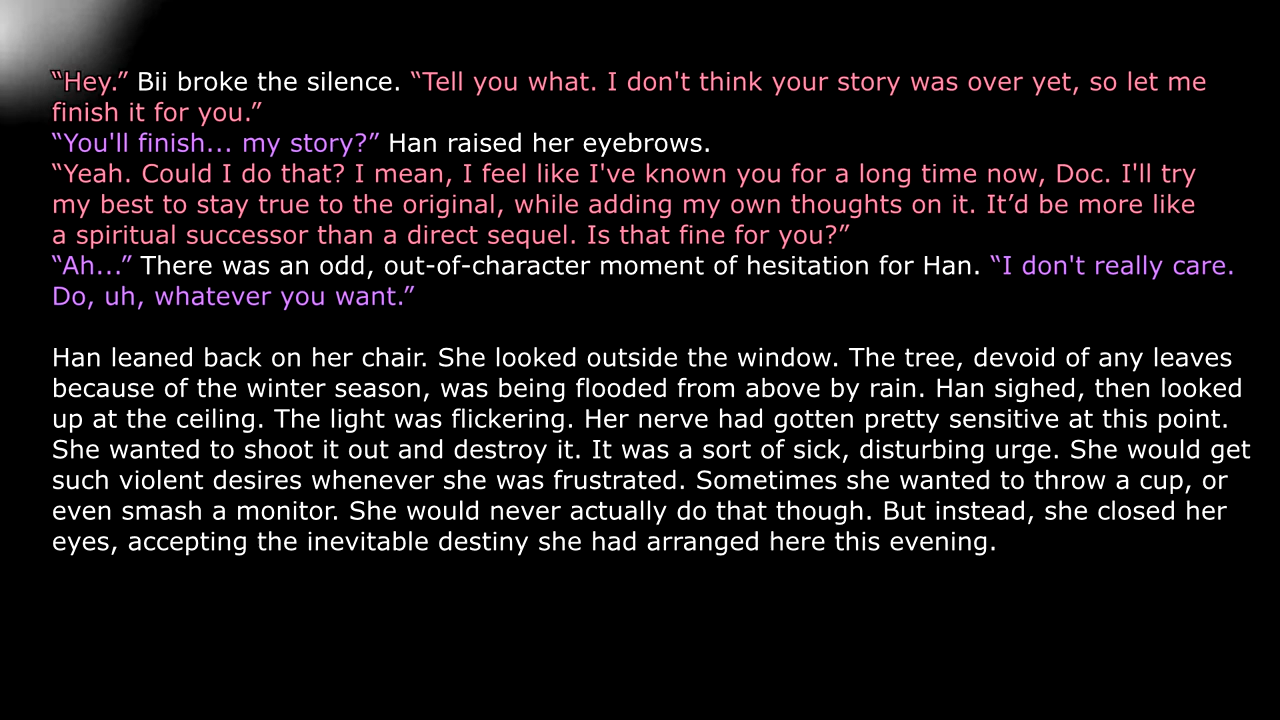 “Hey.” Bii broke the silence. “Tell you what. I don't think your story was over yet, so let me
finish it for you.”
“You'll finish... my story?” Han raised her eyebrows.
“Yeah. Could I do that? I mean, I feel like I've known you for a long time now, Doc. I'll try
my best to stay true to the original, while adding my own thoughts on it. It’d be more like
a spiritual successor than a direct sequel. Is that fine for you?”
“Ah...” There was an odd, out-of-character moment of hesitation for Han. “I don't really care.
Do, uh, whatever you want.”
Han leaned back on her chair. She looked outside the window. The tree, devoid of any leaves
because of the winter season, was being flooded from above by rain. Han sighed, then looked
up at the ceiling. The light was flickering. Her nerve had gotten pretty sensitive at this point.
She wanted to shoot it out and destroy it. It was a sort of sick, disturbing urge. She would get
such violent desires whenever she was frustrated. Sometimes she wanted to throw a cup, or
even smash a monitor. She would never actually do that though. But instead, she closed her
eyes, accepting the inevitable destiny she had arranged here this evening.